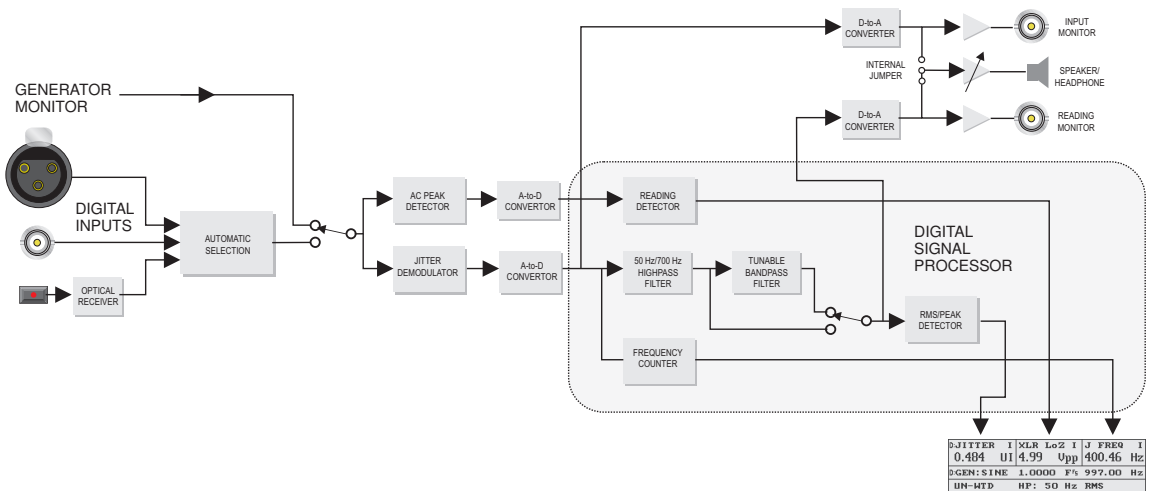 D-to-A
CONVERTER
INPUT
MONITOR
INTERNAL
JUMPER
SPEAKER/
HEADPHONE
D-to-A
CONVERTER
READING
MONITOR
GENERATOR
MONITOR
DIGITAL
INPUTS
AUTOMATIC
SELECTION
OPTICAL
RECEIVER
AC PEAK
DETECTOR
A-to-D
CONVERTOR
READING
DETECTOR
JITTER
DEMODULATOR
A-to-D
CONVERTOR
50 Hz/700 Hz
HIGHPASS
FILTER
TUNABLE
BANDPASS
FILTER
DIGITAL
SIGNAL
PROCESSOR
RMS/PEAK
DETECTOR
FREQUENCY
COUNTER
JITTER I XLR LoZ I J FREQ I
0.484 UI 4.99 Vpp 400.46 Hz
GEN:SINE 1.0000 Hz 997.00 Hz
UN-WTD HP: 50 Hz RMS